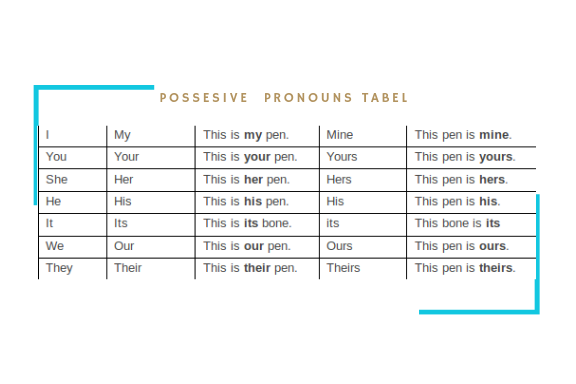 POSSESIVE PRONOUNS TABEL
I My This is my pen. Mine This pen is mine.
You Your This is your pen. Yours This pen is yours.
She Her This is her pen. Hers This pen is hers.
He His This is his pen. His This pen is his.
It Its This is its bone. its This bone is its
We Our This is our pen. Ours This pen is ours.
They Their This is their pen. Theirs This pen is theirs.